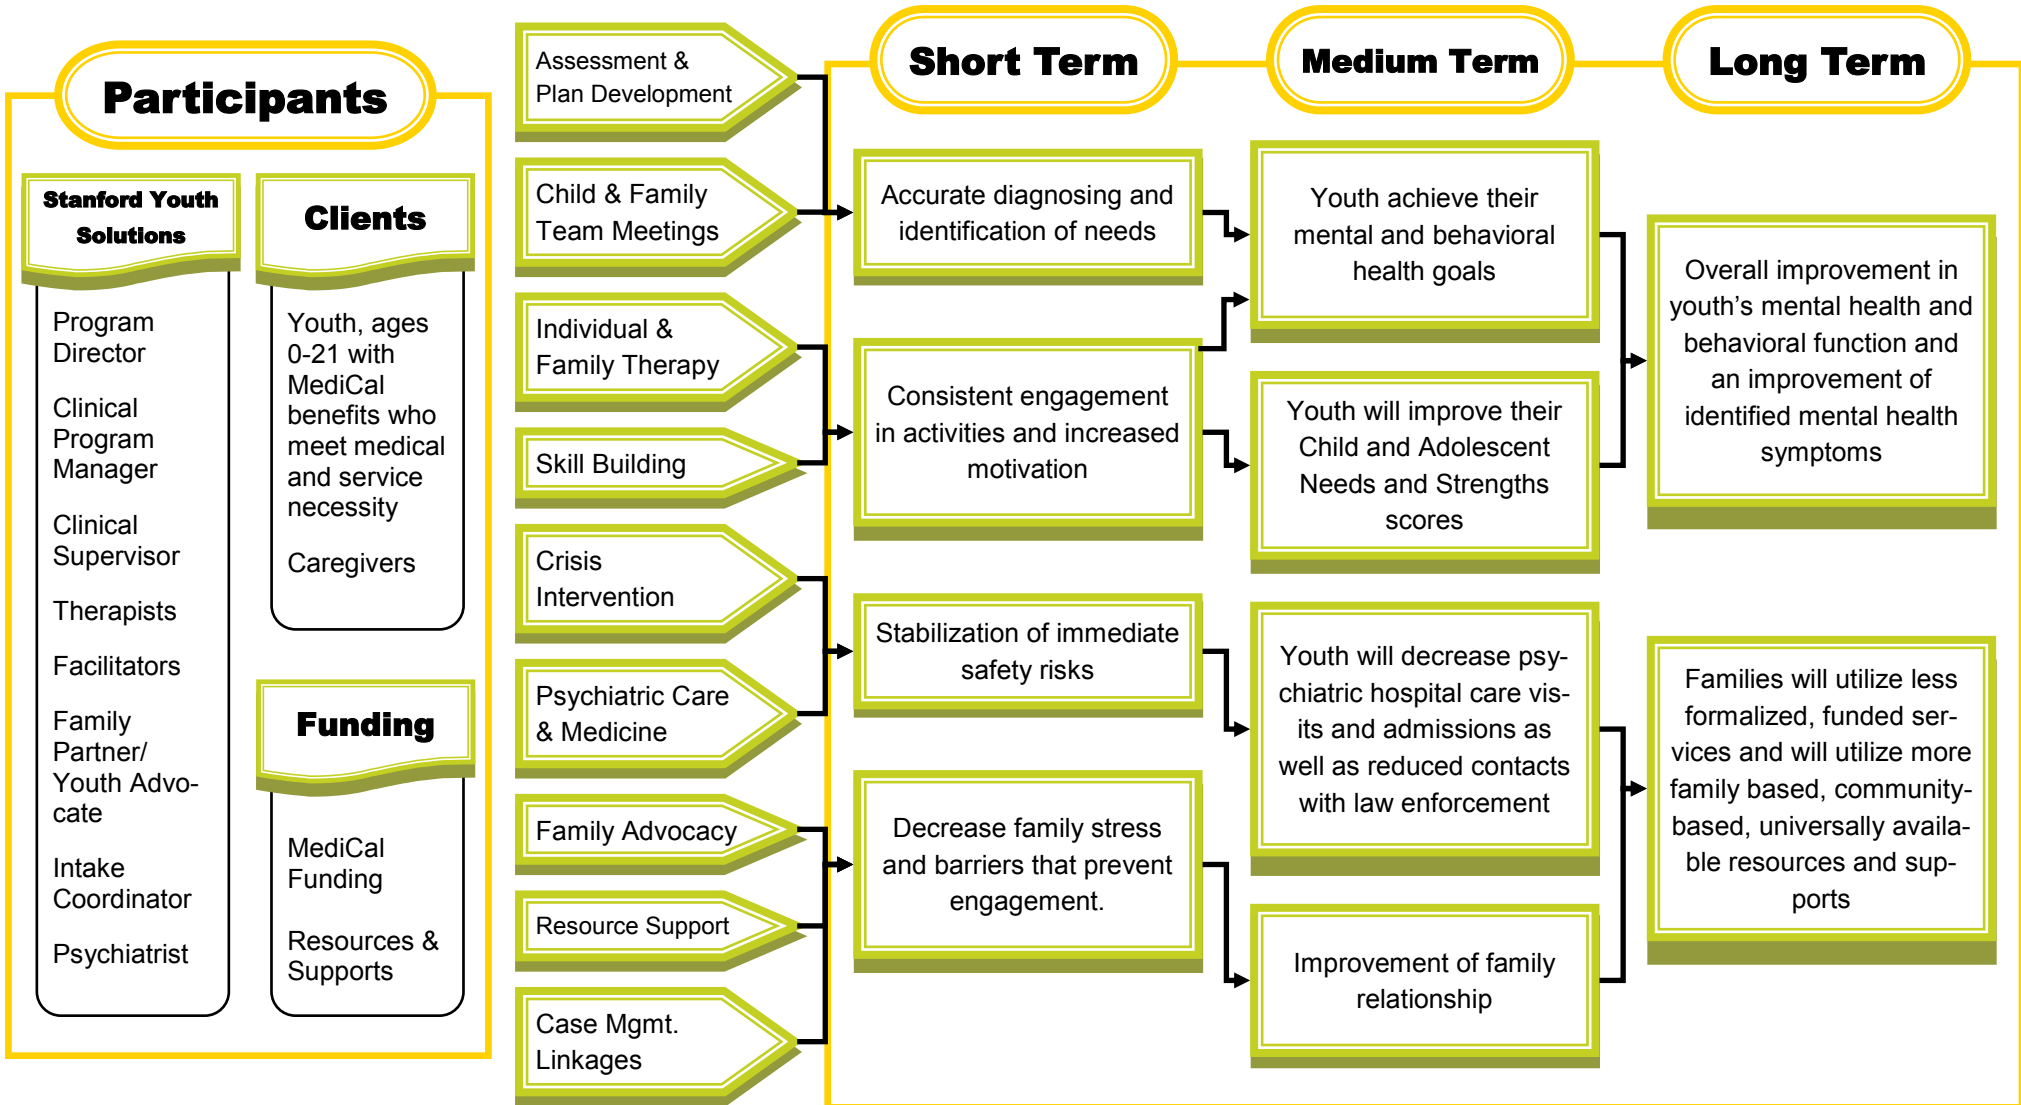 Participants
Stanford Youth
Solutions
Program
Director
Clinical
Program
Manager
Clinical
Supervisor
Therapists
Facilitators
Family
Partner/
Youth Advo-
cate
Intake
Coordinator
Psychiatrist
Clients
Youth, ages
0-21 with
MediCal
benefits who
meet medical
and service
necessity
Caregivers
Funding
MediCal
Funding
Resources &
Supports
Assessment &
Plan Development
Child & Family
Team Meetings
Individual &
Family Therapy
Skill Building
Crisis
Intervention
Psychiatric Care
& Medicine
Family Advocacy
Resource Support
Case Mgmt.
Linkages
Short Term
Accurate diagnosing and
identification of needs
Consistent engagement
in activities and increased
motivation
Stabilization of immediate
safety risks
Decrease family stress
and barriers that prevent
engagement.
Medium Term
Youth achieve their
mental and behavioral
health goals
Youth will improve their
Child and Adolescent
Needs and Strengths
scores
Youth will decrease psy-
chiatric hospital care vis-
its and admissions as
well as reduced contacts
with law enforcement
Improvement of family
relationship
Long Term
Overall improvement in
youth's mental health and
behavioral function and
an improvement of
identified mental health
symptoms
Families will utilize less
formalized, funded ser-
vices and will utilize more
family based, community-
based, universally availa-
ble resources and sup-
ports